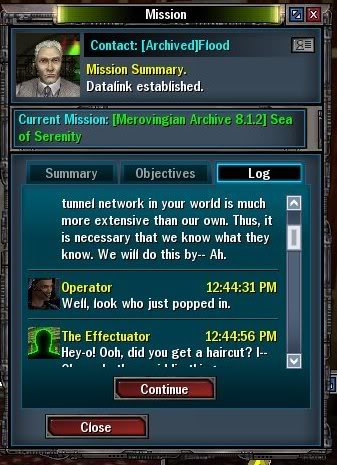 Mission
Contact: [Archived]Flood
Mission Summary.
Datalink established.
Current Mission: [Merovingian Archive 8.1.2] Sea
of Serenity
Summary
Objectives
Log
tunnel network in your world is much
more extensive than our own. Thus, it
is necessary that we know what they
know. We will do this by-- Ah.
Operator 12:44:31 PM
Well, look who just popped in.
The Effectuator 12:44:56 PM
Hey-o! Ooh, did you get a haircut? I--
Continue
Close